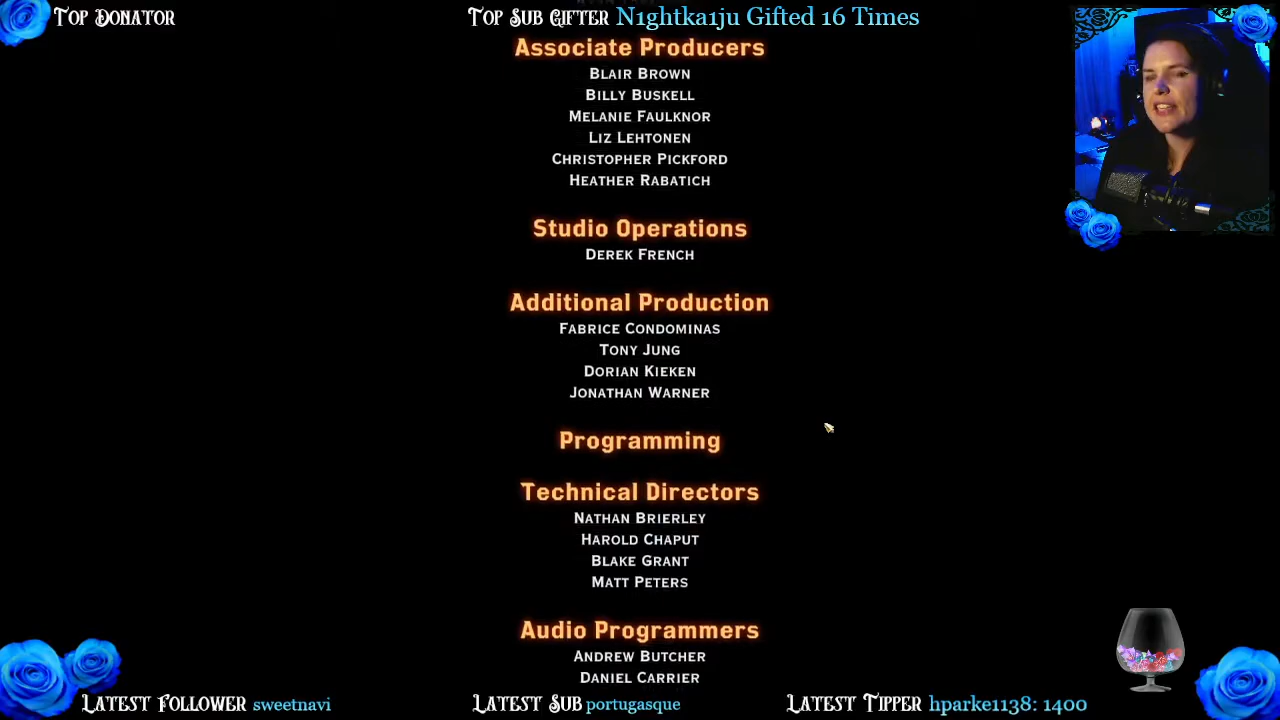 Top Donator
Top Sub Gifter N1ghtka1ju Gifted 16 Times
Associate Producers
Blair Brown
Billy Buskell
Melanie Faulknor
Liz Lehtonen
Christopher Pickford
Heather Rabatich
Studio Operations
Derek French
Additional Production
Fabrice Condominas
Tony Jung
Dorian Kieken
Jonathan Warner
Programming
Technical Directors
Nathan Brierley
Harold Chaput
Blake Grant
Matt Peters
Audio Programmers
Andrew Butcher
Daniel Carrier
Latest Follower sweetnavi
Latest Sub portugasque
Latest Tipper hparke1138: 1400